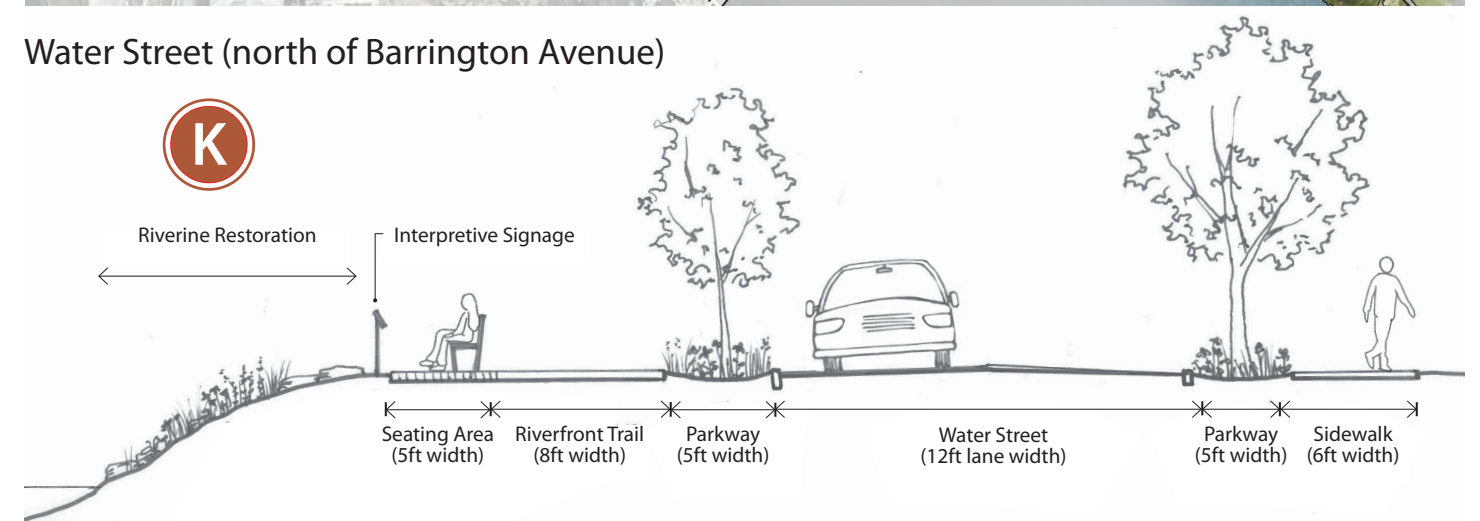 Water Street (north of Barrington Avenue)
K
Riverine Restoration
Interpretive Signage
Seating Area
(5ft width)
Riverfront Trail
(8ft width)
Parkway
(5ft width)
Water Street
(12ft lane width)
Parkway
(5ft width)
Sidewalk
(6ft width)